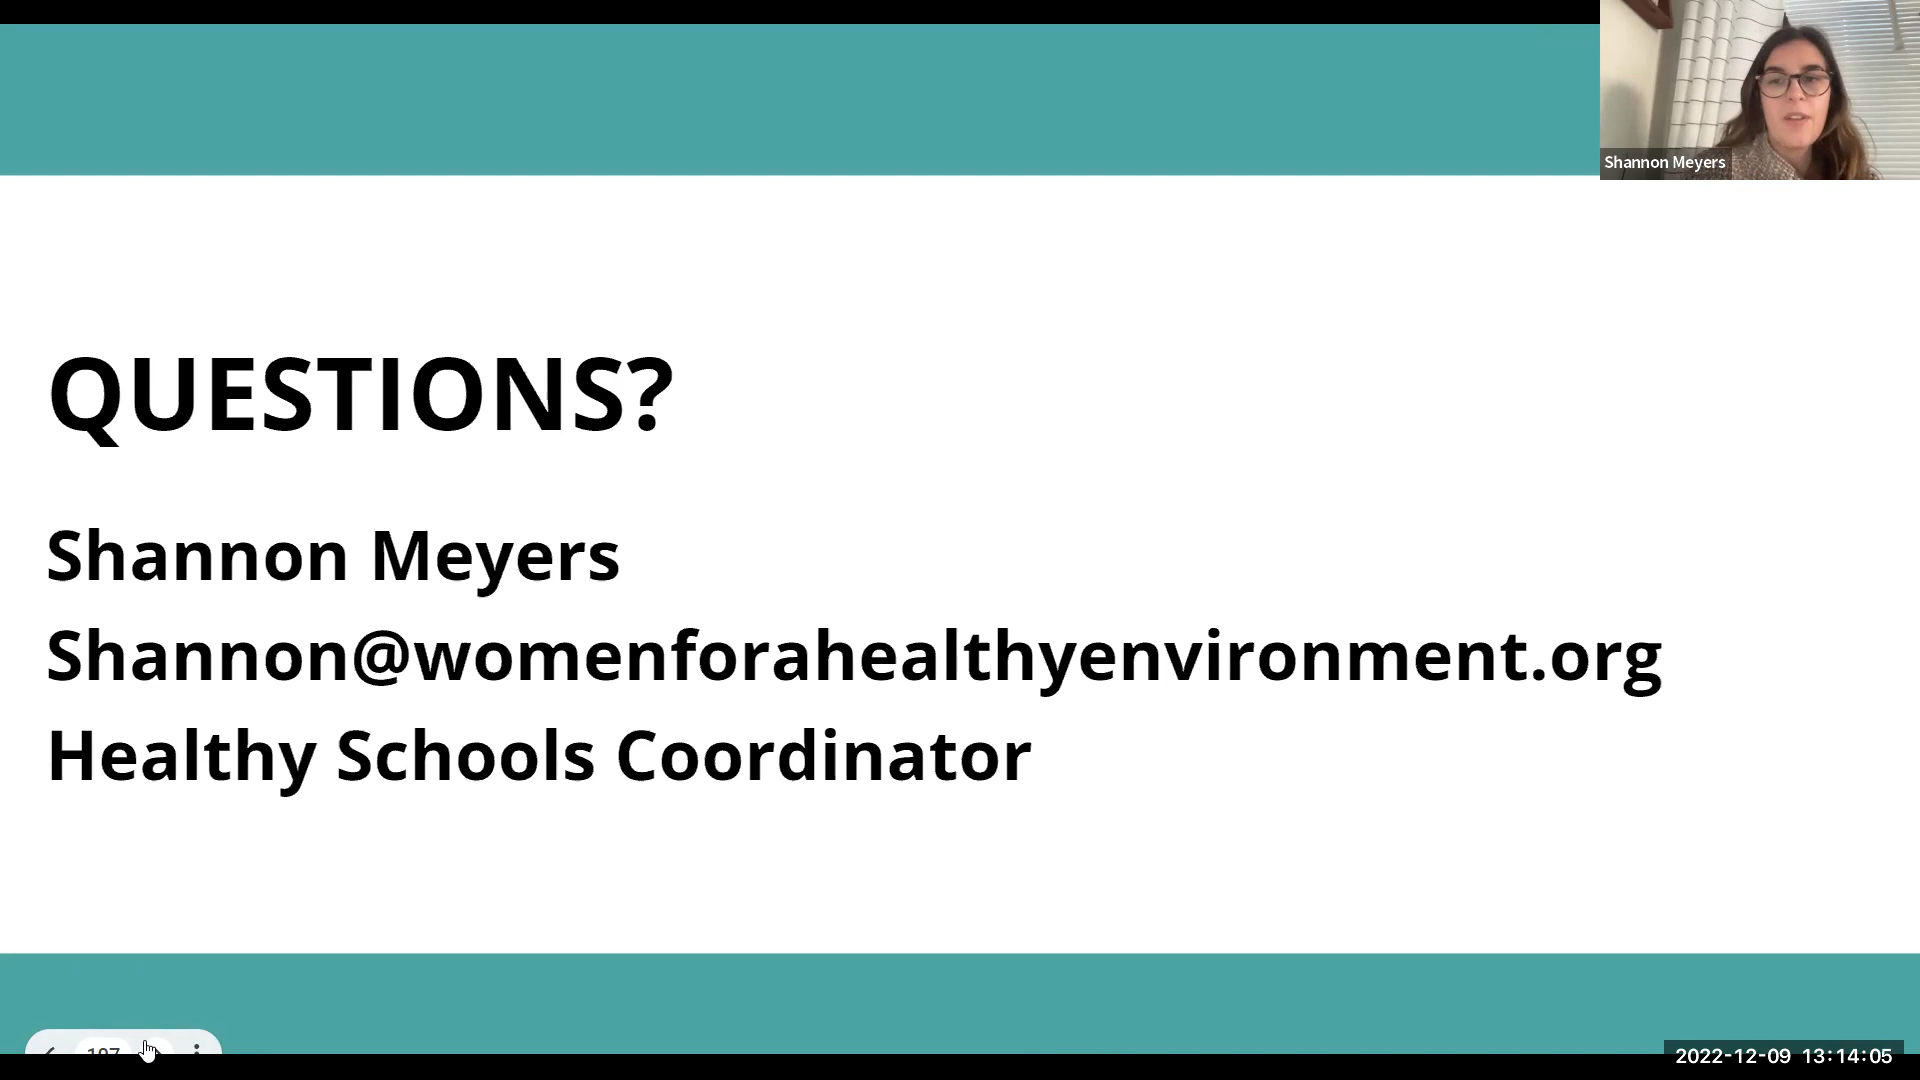 Shannon Meyers
QUESTIONS?
Shannon Meyers
Shannon@womenforahealthyenvironment.org
Healthy Schools Coordinator
2022-12-09 13:14:05